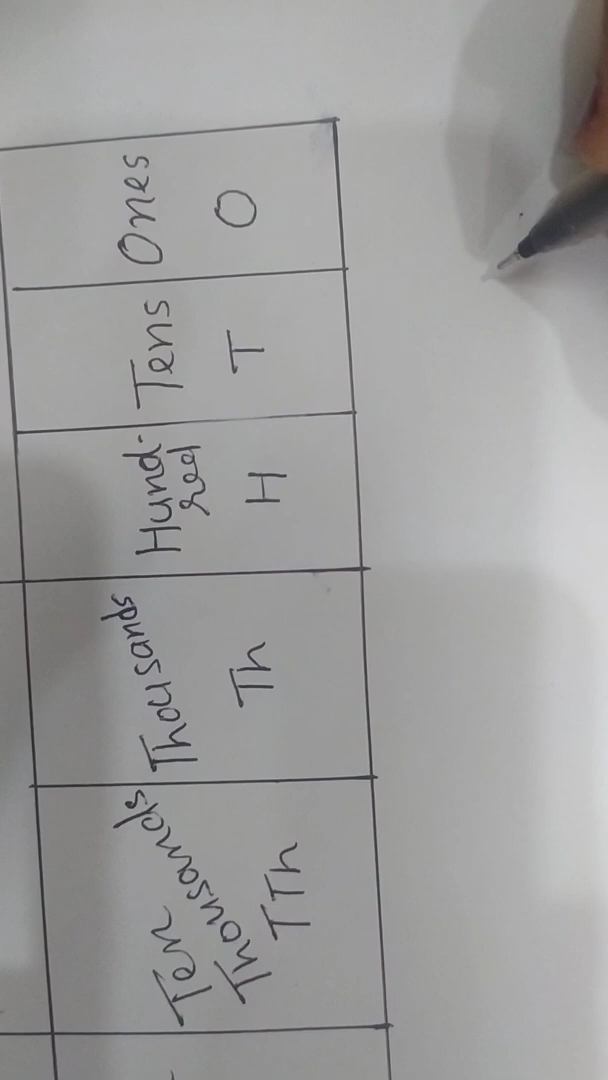 Ten Thousands TTh
Thousands Th
Hund-red H
Tens T
Ones O